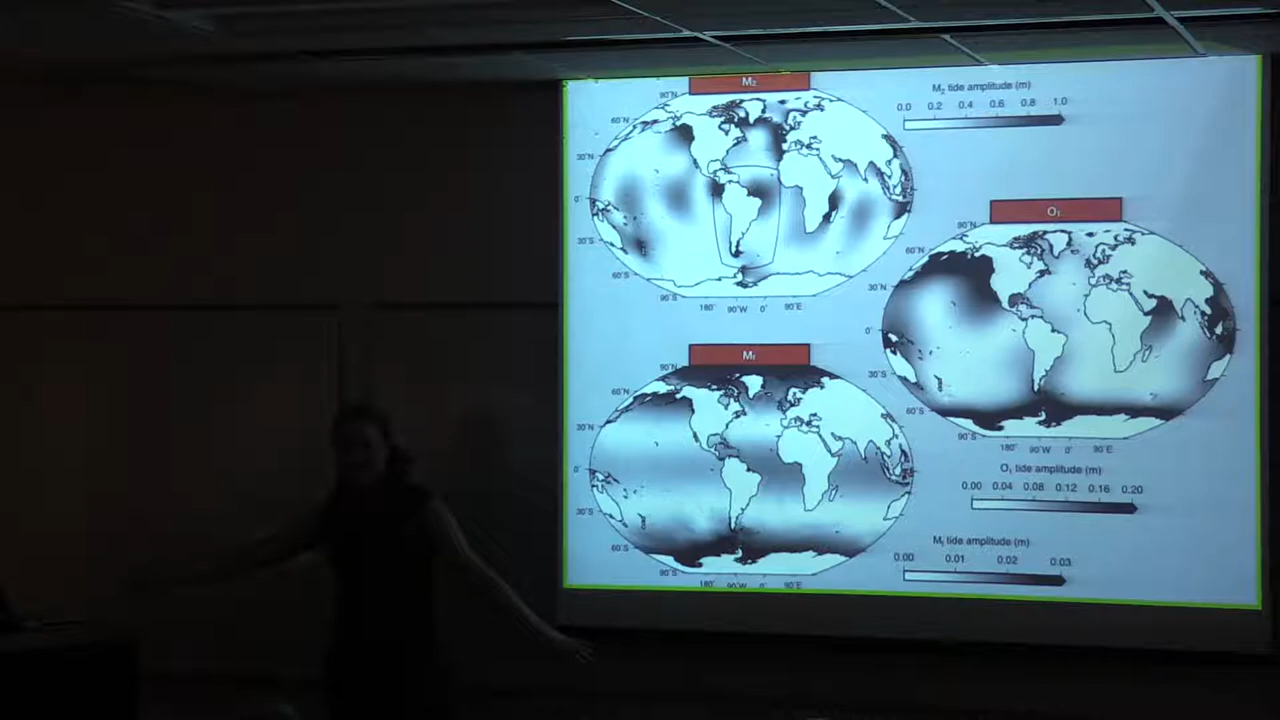 M₂
M₂ tide amplitude (m)
0.0 0.2 0.4 0.6 0.8 1.0
90°N
60°N
30°N
0°
30°S
60°S
90°S
180° 90°W 0° 90°E
O₁
90°N
60°N
30°N
0°
30°S
60°S
90°S
180° 90°W 0° 90°E
O₁ tide amplitude (m)
0.00 0.04 0.08 0.12 0.16 0.20
Mf
90°N
60°N
30°N
0°
30°S
60°S
90°S
180° 90°W 0° 90°E
Mf tide amplitude (m)
0.00 0.01 0.02 0.03